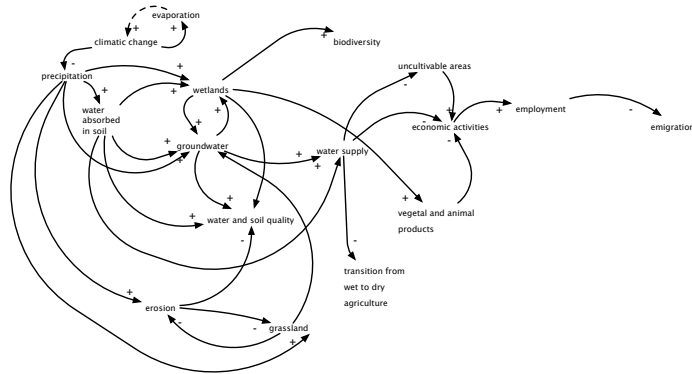 evaporation
+ +
climatic change
-
biodiversity
+
precipitation
+
uncultivable areas
+
wetlands
+
-
water
absorbed
in soil
+
+
employment
+
-
emigration
+
-
economic activities
-
+
groundwater
+
+
water supply
+
+
+
+
+
water and soil quality
-
+
vegetal and animal
products
-
transition from
wet to dry
agriculture
+
erosion
-
-
grassland
+